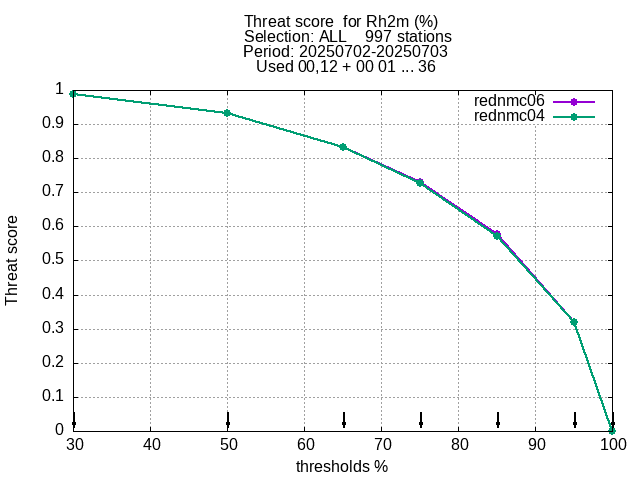 Threat score  for Rh2m (%)
Selection: ALL    997 stations
Period: 20250702-20250703
Used 00,12 + 00 01 ... 36
rednmc06
rednmc04
1
0.9
0.8
0.7
0.6
0.5
0.4
0.3
0.2
0.1
0
Threat score
30 40 50 60 70 80 90 100
thresholds %